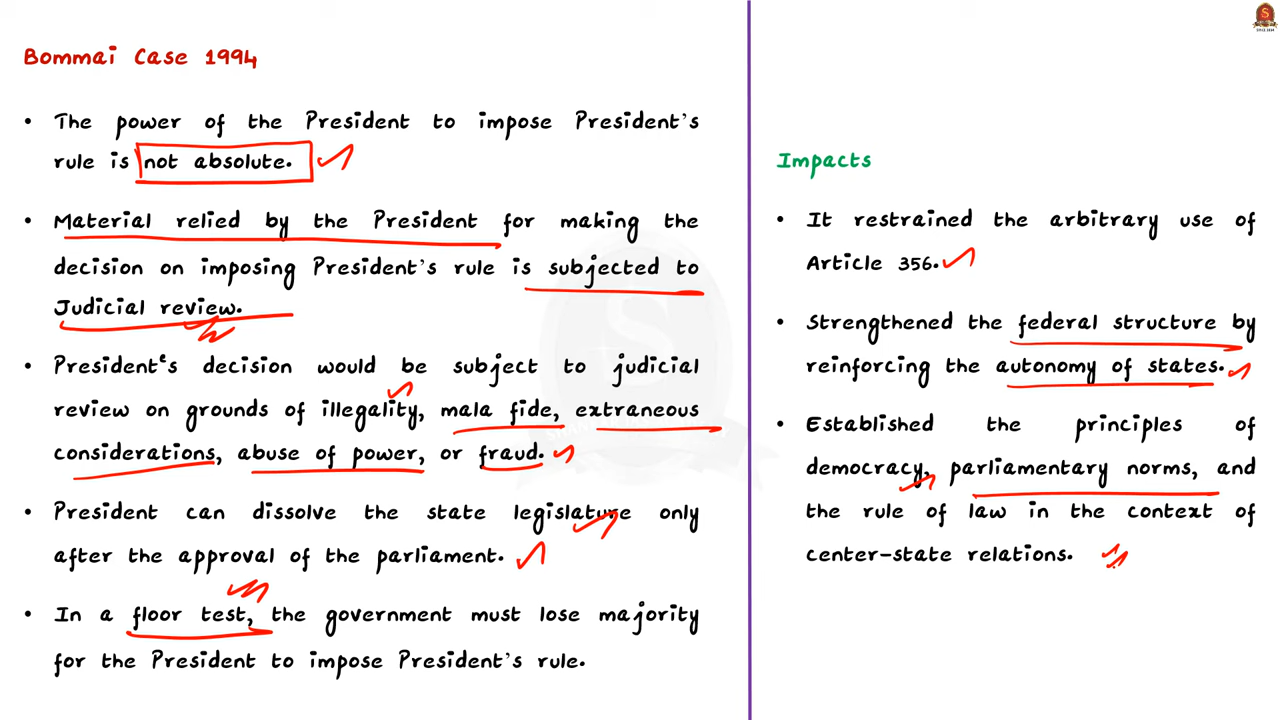 Bommai Case 1994
• The power of the President to impose President's
rule is not absolute.
• Material relied by the President for making the
decision on imposing President's rule is subjected to
Judicial review.
• Presidentˢs decision would be subject to judicial
review on grounds of illegality, mala fide, extraneous
considerations, abuse of power, or fraud.
• President can dissolve the state legislature only
after the approval of the parliament.
• In a floor test, the government must lose majority
for the President to impose President's rule.
Impacts
• It restrained the arbitrary use of
Article 356.
• Strengthened the federal structure by
reinforcing the autonomy of states.
• Established the principles of
democracy, parliamentary norms, and
the rule of law in the context of
center-state relations.